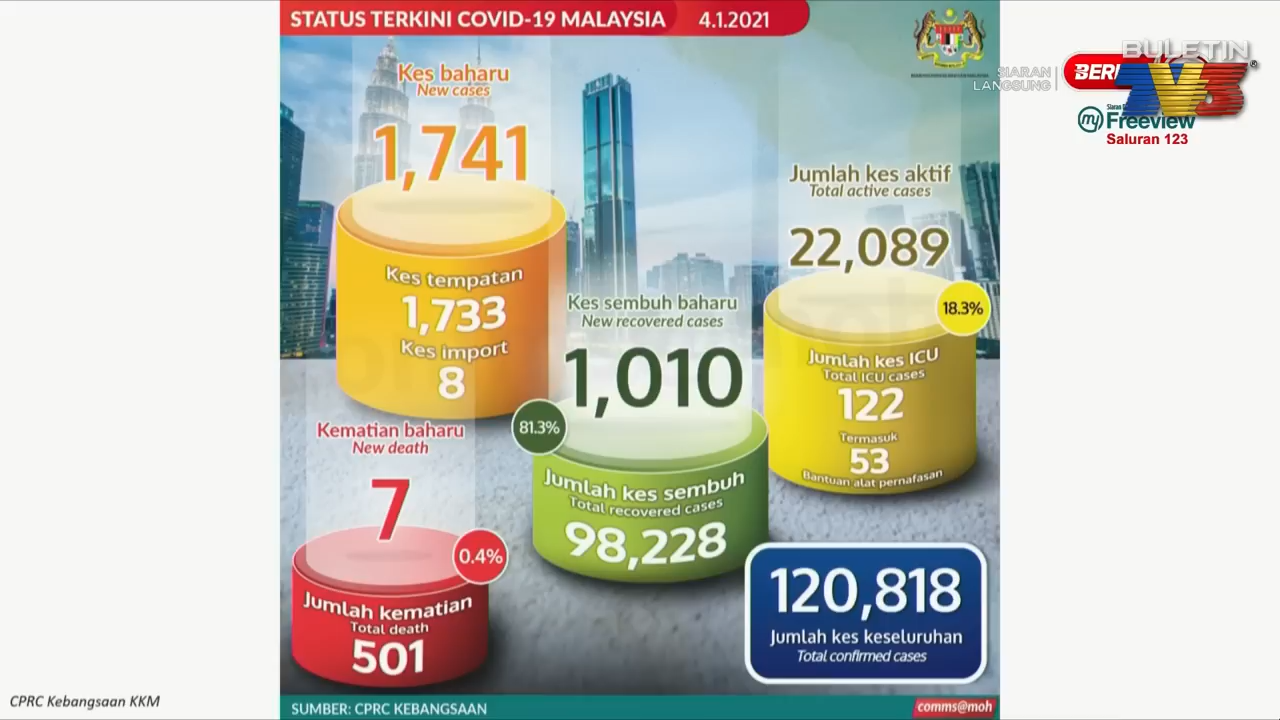 STATUS TERKINI COVID-19 MALAYSIA 4.1.2021
BULETIN
SIARAN
LANGSUNG
TV3
Freeview
Saluran 123
Kes baharu
New cases
1,741
Kes tempatan
1,733
Kes import
8
Jumlah kes aktif
Total active cases
22,089
18.3%
Jumlah kes ICU
Total ICU cases
122
Termasuk
53
Bantuan alat pernafasan
Kes sembuh baharu
New recovered cases
1,010
81.3%
Jumlah kes sembuh
Total recovered cases
98,228
Kematian baharu
New death
7
0.4%
Jumlah kematian
Total death
501
120,818
Jumlah kes keseluruhan
Total confirmed cases
CPRC Kebangsaan KKM
SUMBER: CPRC KEBANGSAAN
comms@moh